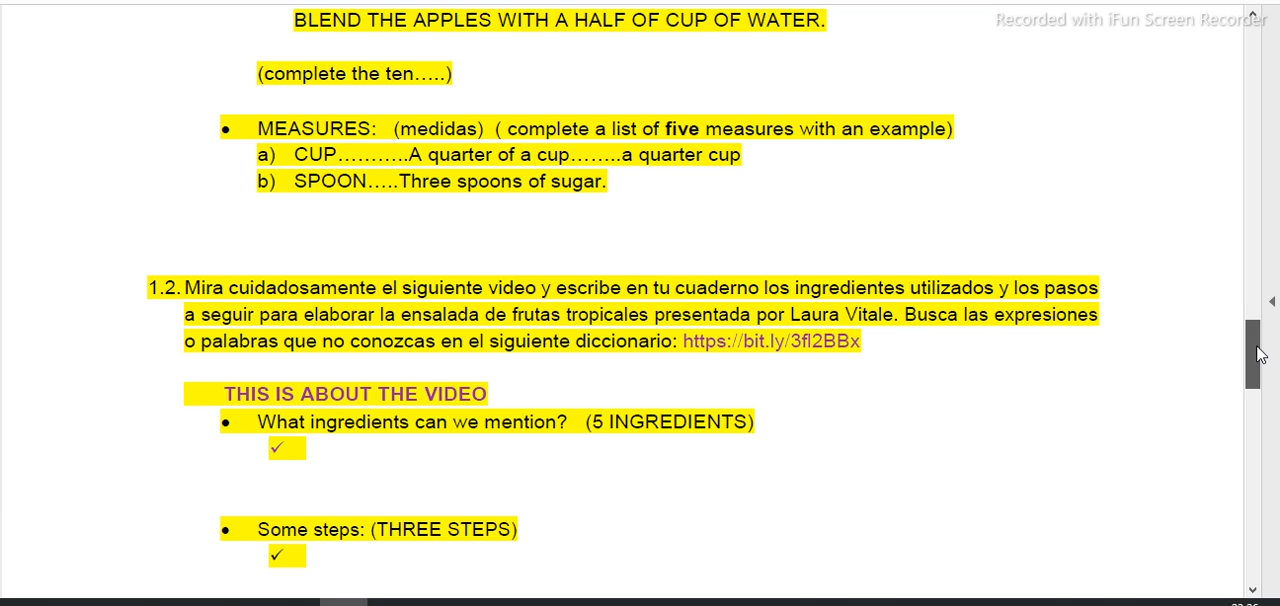 Recorded with iFun Screen Recorder
BLEND THE APPLES WITH A HALF OF CUP OF WATER.
(complete the ten…..)
• MEASURES: (medidas) ( complete a list of five measures with an example)
a) CUP………..A quarter of a cup……..a quarter cup
b) SPOON…..Three spoons of sugar.
1.2. Mira cuidadosamente el siguiente video y escribe en tu cuaderno los ingredientes utilizados y los pasos
a seguir para elaborar la ensalada de frutas tropicales presentada por Laura Vitale. Busca las expresiones
o palabras que no conozcas en el siguiente diccionario: https://bit.ly/3fl2BBx
THIS IS ABOUT THE VIDEO
• What ingredients can we mention? (5 INGREDIENTS)
✓
• Some steps: (THREE STEPS)
✓